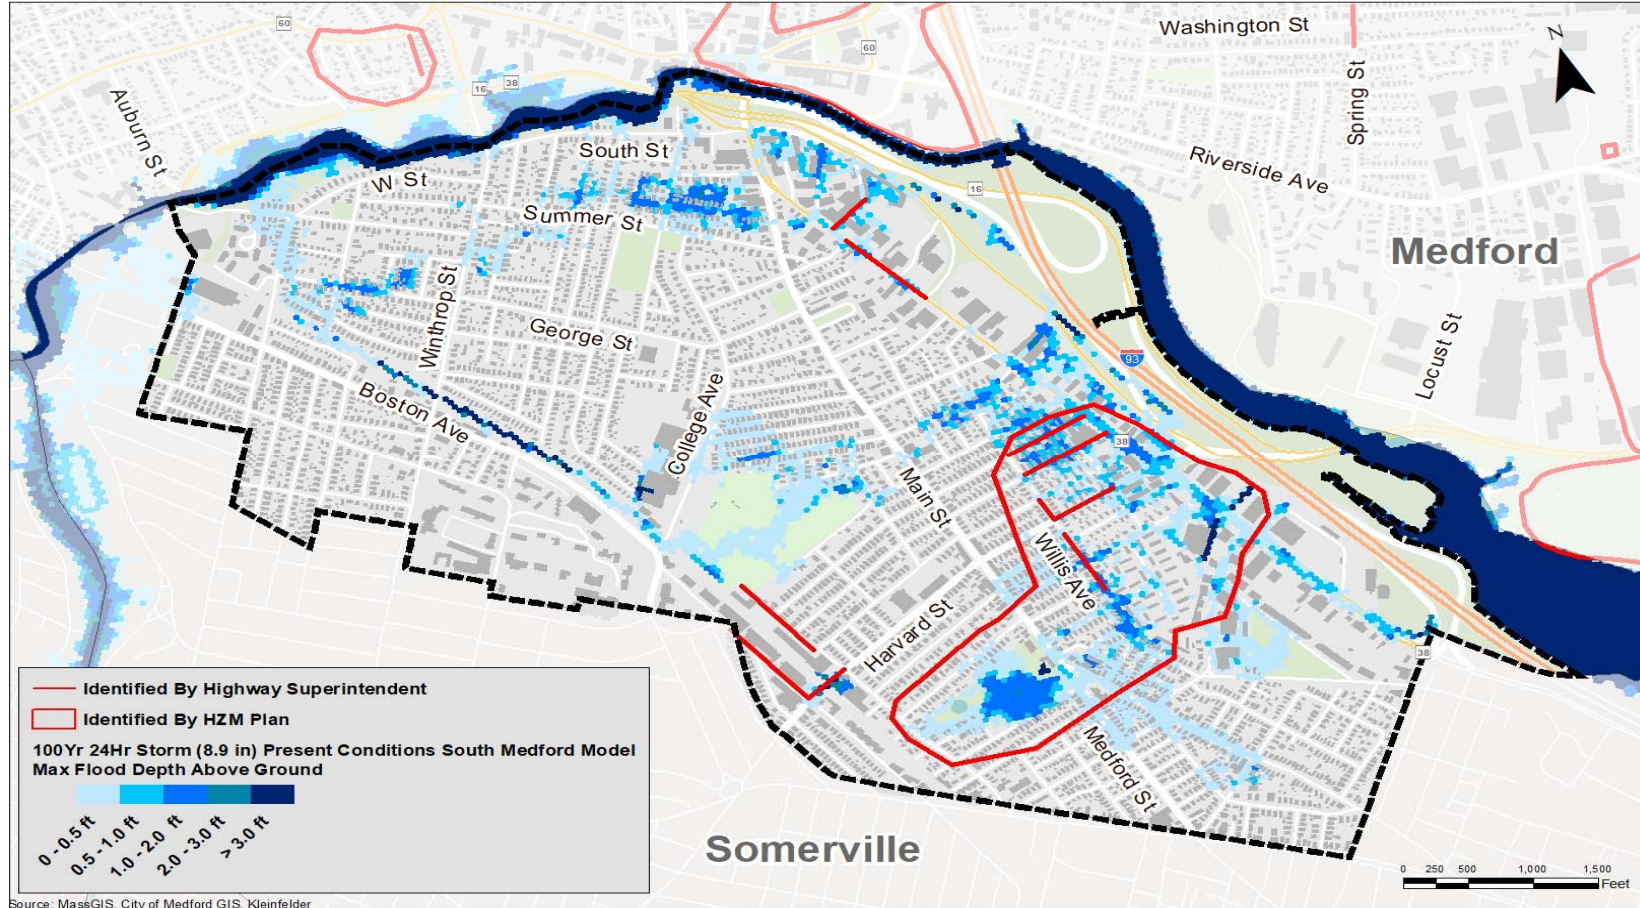 60
Washington St
N
60
38
16
Auburn St
Spring St
South St
Riverside Ave
W St
16
Summer St
Medford
Winthrop St
George St
93
Locust St
Boston Ave
College Ave
38
Main St
Willis Ave
Harvard St
38
Medford St
Somerville
Identified By Highway Superintendent
Identified By HZM Plan
100Yr 24Hr Storm (8.9 in) Present Conditions South Medford Model
Max Flood Depth Above Ground
0 - 0.5 ft
0.5 - 1.0 ft
1.0 - 2.0 ft
2.0 - 3.0 ft
> 3.0 ft
0 250 500 1,000 1,500
Feet
Source: MassGIS, City of Medford GIS, Kleinfelder